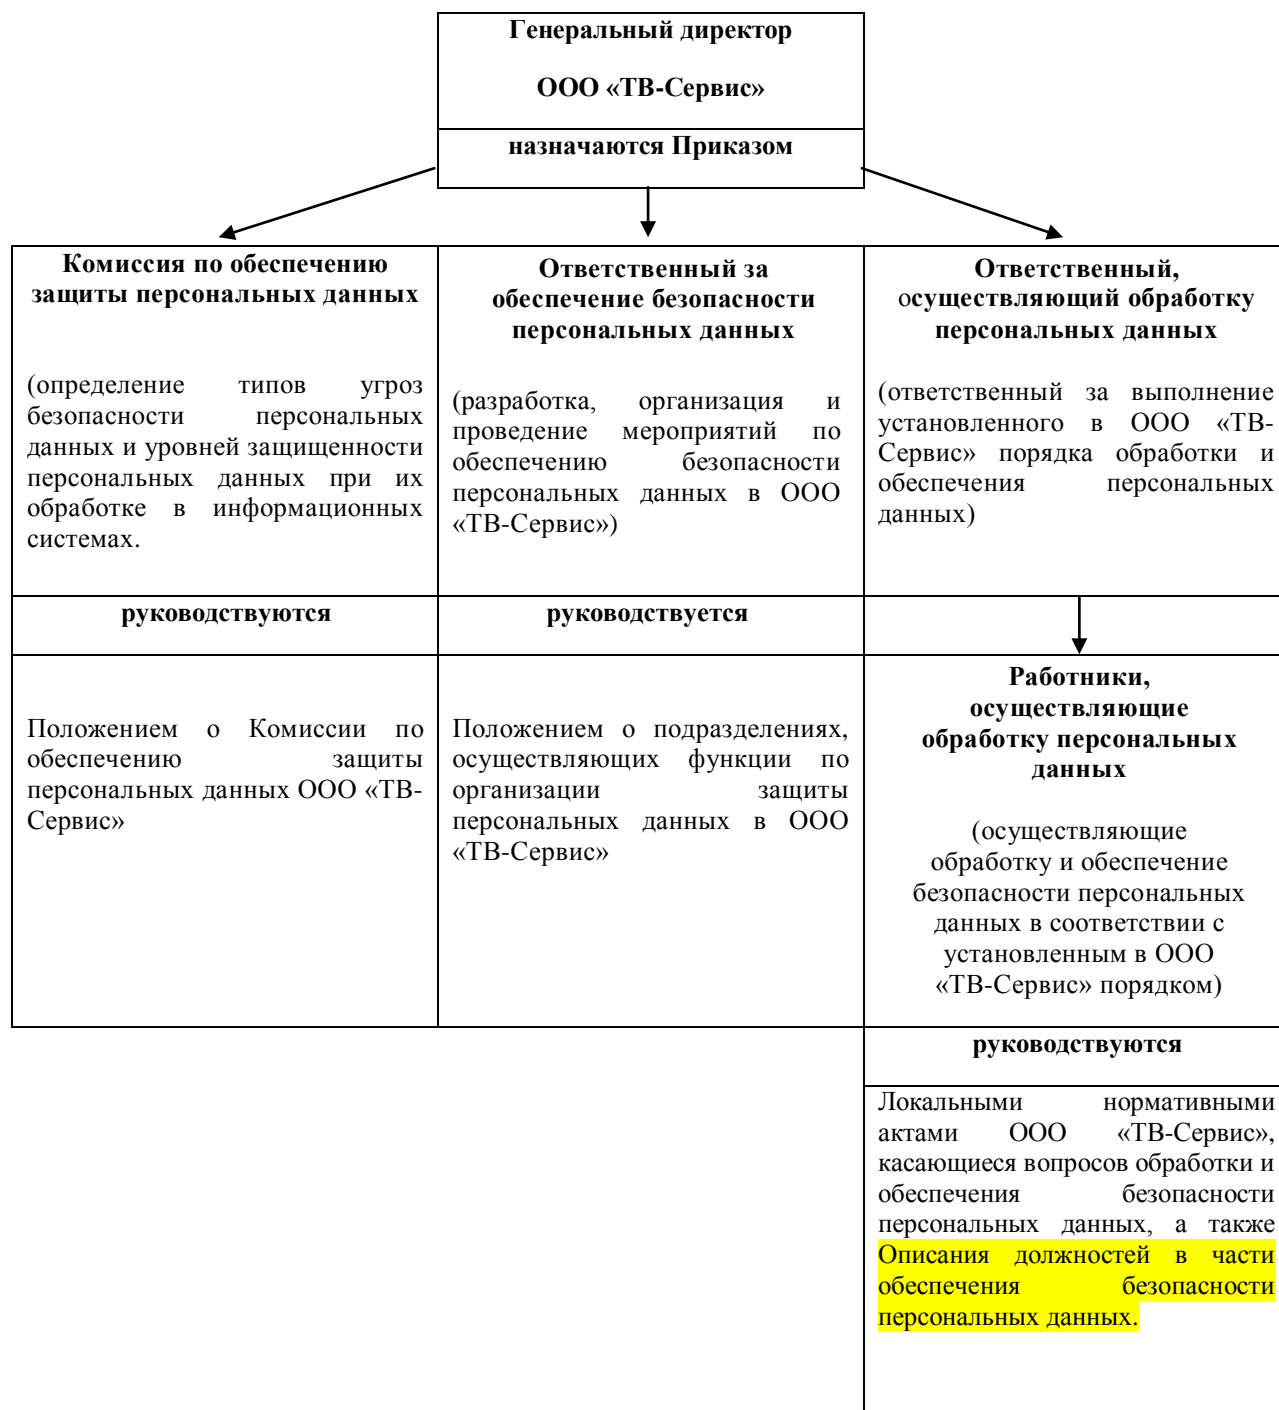 Генеральный директор
ООО «ТВ-Сервис»
назначаются Приказом
Комиссия по обеспечению
защиты персональных данных
(определение типов угроз
безопасности персональных
данных и уровней защищенности
персональных данных при их
обработке в информационных
системах.
Ответственный за
обеспечение безопасности
персональных данных
(разработка, организация и
проведение мероприятий по
обеспечению безопасности
персональных данных в ООО
«ТВ-Сервис»)
Ответственный,
осуществляющий обработку
персональных данных
(ответственный за выполнение
установленного в ООО «ТВ-
Сервис» порядка обработки и
обеспечения персональных
данных)
руководствуются
руководствуется
Положением о Комиссии по
обеспечению защиты
персональных данных ООО «ТВ-
Сервис»
Положением о подразделениях,
осуществляющих функции по
организации защиты
персональных данных в ООО
«ТВ-Сервис»
Работники,
осуществляющие
обработку персональных
данных
(осуществляющие
обработку и обеспечение
безопасности персональных
данных в соответствии с
установленным в ООО
«ТВ-Сервис» порядком)
руководствуются
Локальными нормативными
актами ООО «ТВ-Сервис»,
касающиеся вопросов обработки и
обеспечения безопасности
персональных данных, а также
Описания должностей в части
обеспечения безопасности
персональных данных.